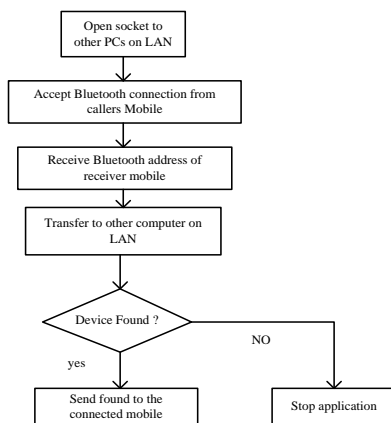 Open socket to
other PCs on LAN
Accept Bluetooth connection from
callers Mobile
Receive Bluetooth address of
receiver mobile
Transfer to other computer on
LAN
Device Found ?
NO
yes
Send found to the
connected mobile
Stop application